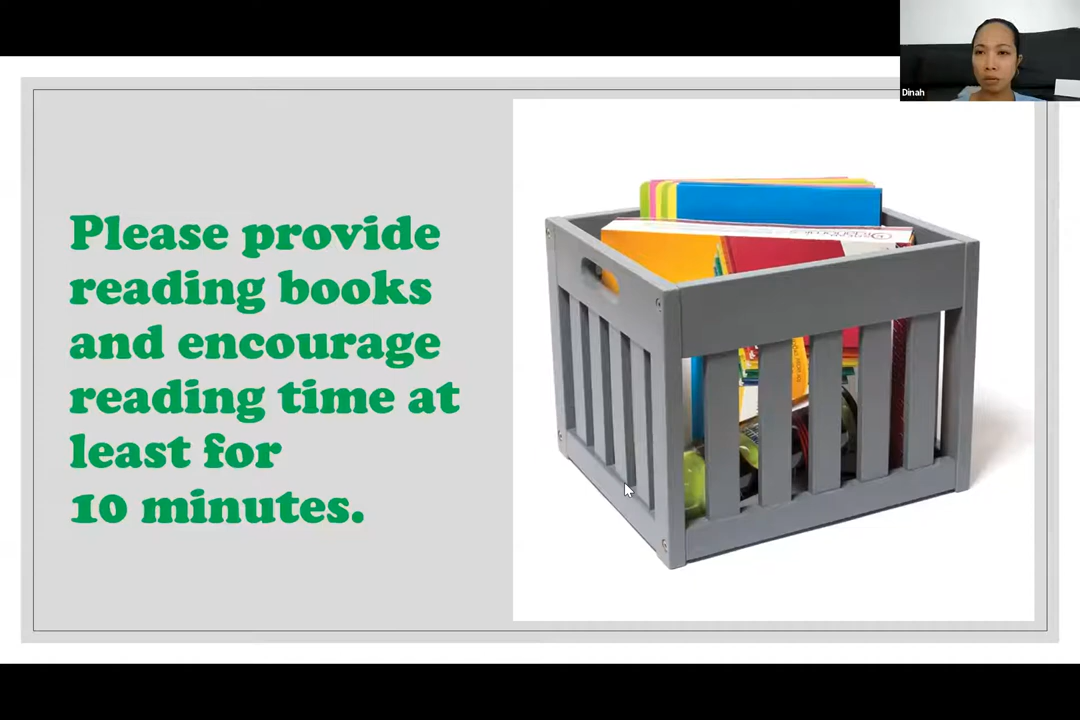 Dinah
Please provide
reading books
and encourage
reading time at
least for
10 minutes.